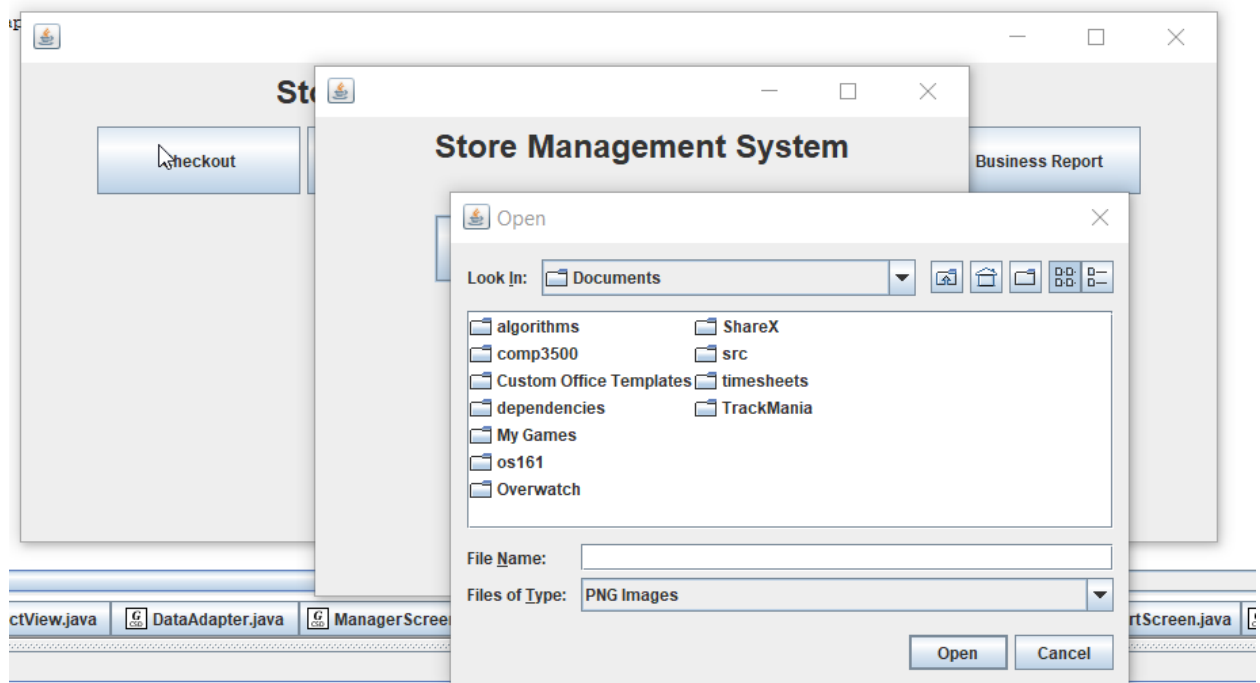 Sto
Store Management System
Checkout
Business Report
Open
Look In: Documents
algorithms
comp3500
Custom Office Templates
dependencies
My Games
os161
Overwatch
ShareX
src
timesheets
TrackMania
File Name:
Files of Type: PNG Images
Open Cancel
ctView.java DataAdapter.java ManagerScree rtScreen.java